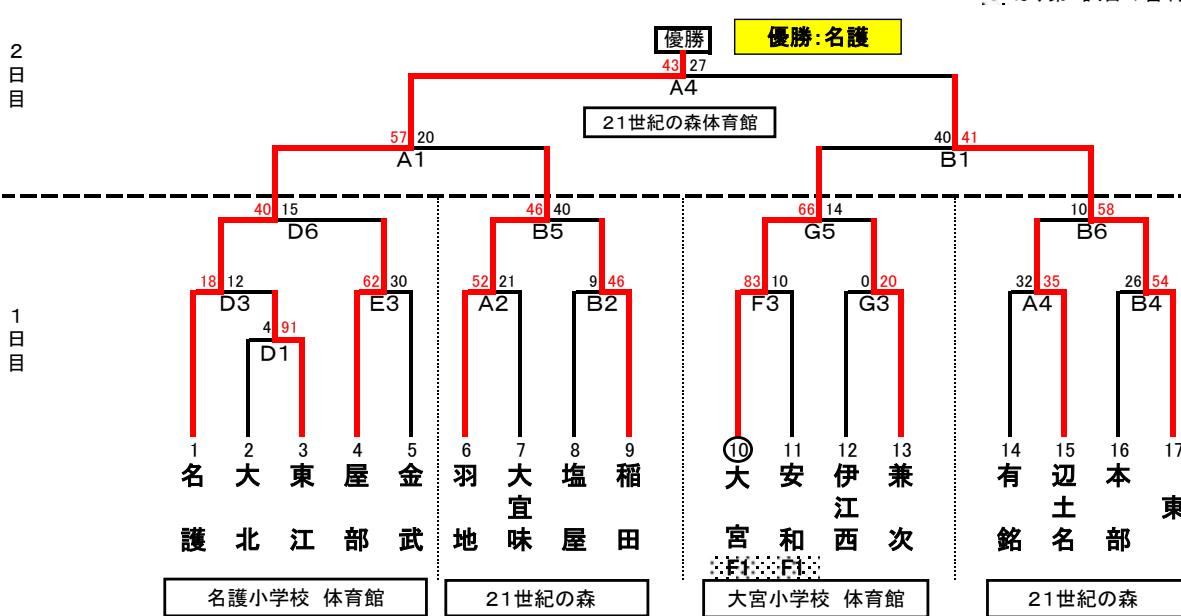 優勝
優勝：名護
2日目
43 27
A4
21世紀の森体育館
57 20
A1
40 41
B1
40 15
D6
46 40
B5
66 14
G5
10 58
B6
1日目
18 12
D3
62 30
E3
52 21
A2
9 46
B2
83 10
F3
0 20
G3
32 35
A4
26 54
B4
4 91
D1
1 2 3 4 5 6 7 8 9 10 11 12 13 14 15 16 17
名護
大北
東江
屋部
金武
羽地
大宜味
塩屋
稲田
大宮
安和
伊江西
兼次
有銘
辺土名
本部
東
F1 F1
名護小学校 体育館
21世紀の森
大宮小学校 体育館
21世紀の森